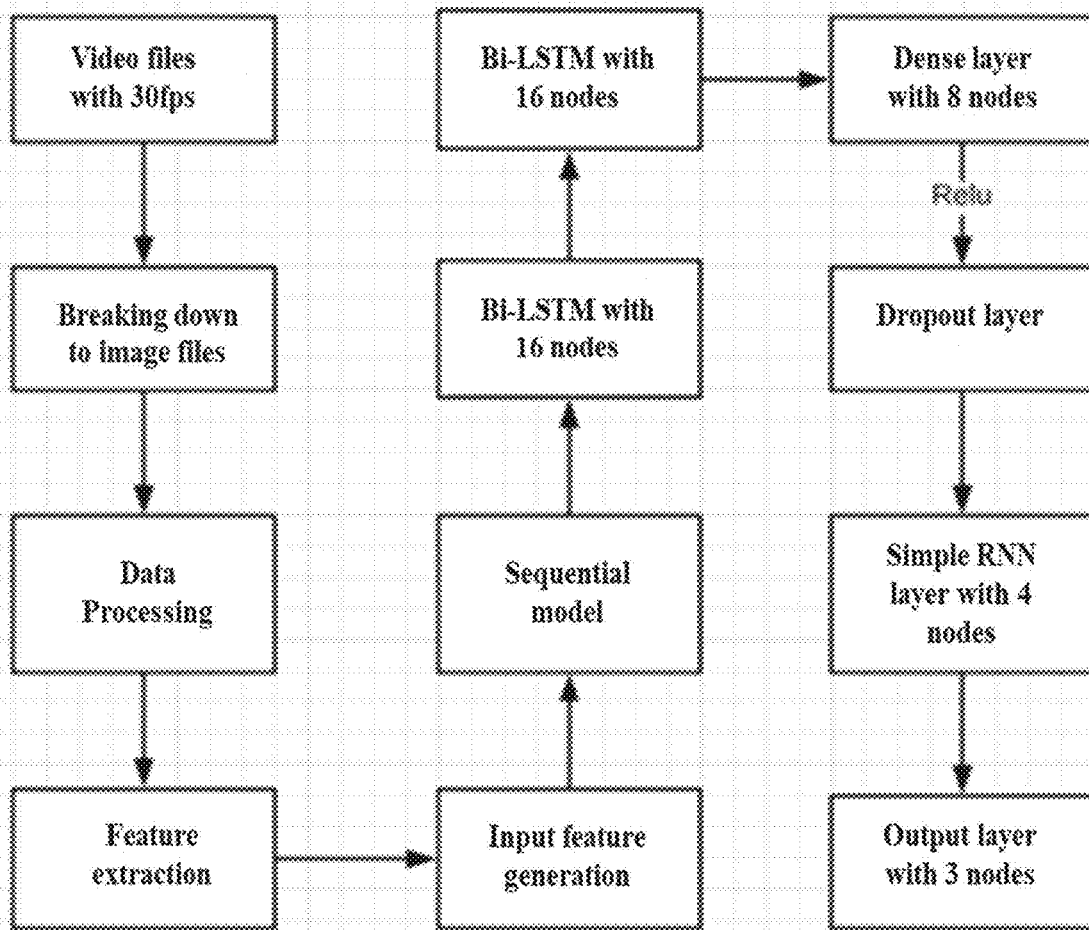 Video files
with 30fps
Breaking down
to image files
Data
Processing
Feature
extraction
Input feature
generation
Sequential
model
Bi-LSTM with
16 nodes
Bi-LSTM with
16 nodes
Dense layer
with 8 nodes
Relu
Dropout layer
Simple RNN
layer with 4
nodes
Output layer
with 3 nodes